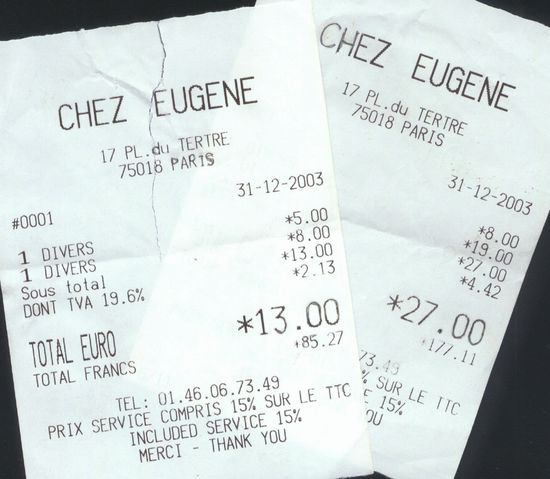 CHEZ EUGENE
17 PL.du TERTRE
75018 PARIS
31-12-2003
#0001
1 DIVERS *5.00
1 DIVERS *8.00
Sous total *13.00
DONT TVA 19.6% *2.13
TOTAL EURO *13.00
TOTAL FRANCS *85.27
TEL: 01.46.06.73.49
PRIX SERVICE COMPRIS 15% SUR LE TTC
INCLUDED SERVICE 15%
MERCI - THANK YOU
CHEZ EUGENE
17 PL.du TERTRE
75018 PARIS
31-12-2003
*8.00
*19.00
*27.00
*4.42
*27.00
*177.11
73.49
% SUR LE TTC
E 15%
OU